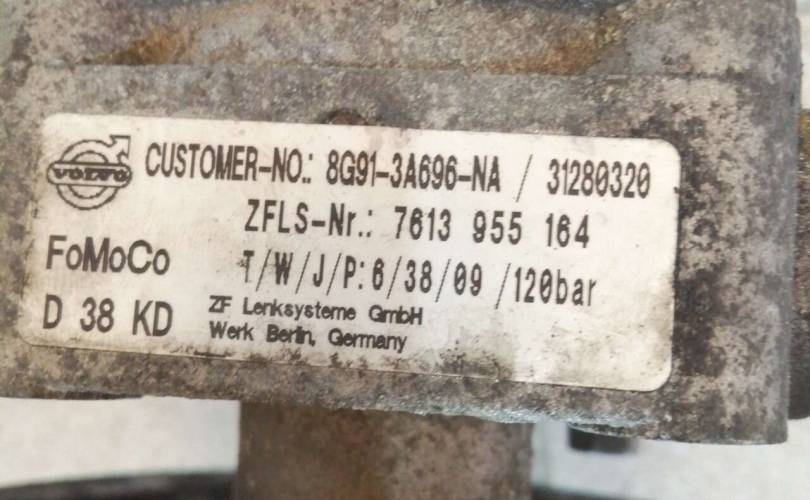 VOLVO
CUSTOMER-NO.: 8G91-3A696-NA / 31280320
ZFLS-Nr.: 7613 955 164
FoMoCo
T/W/J/P: 6/38/09 /120bar
D 38 KD
ZF Lenksysteme GmbH
Werk Berlin, Germany